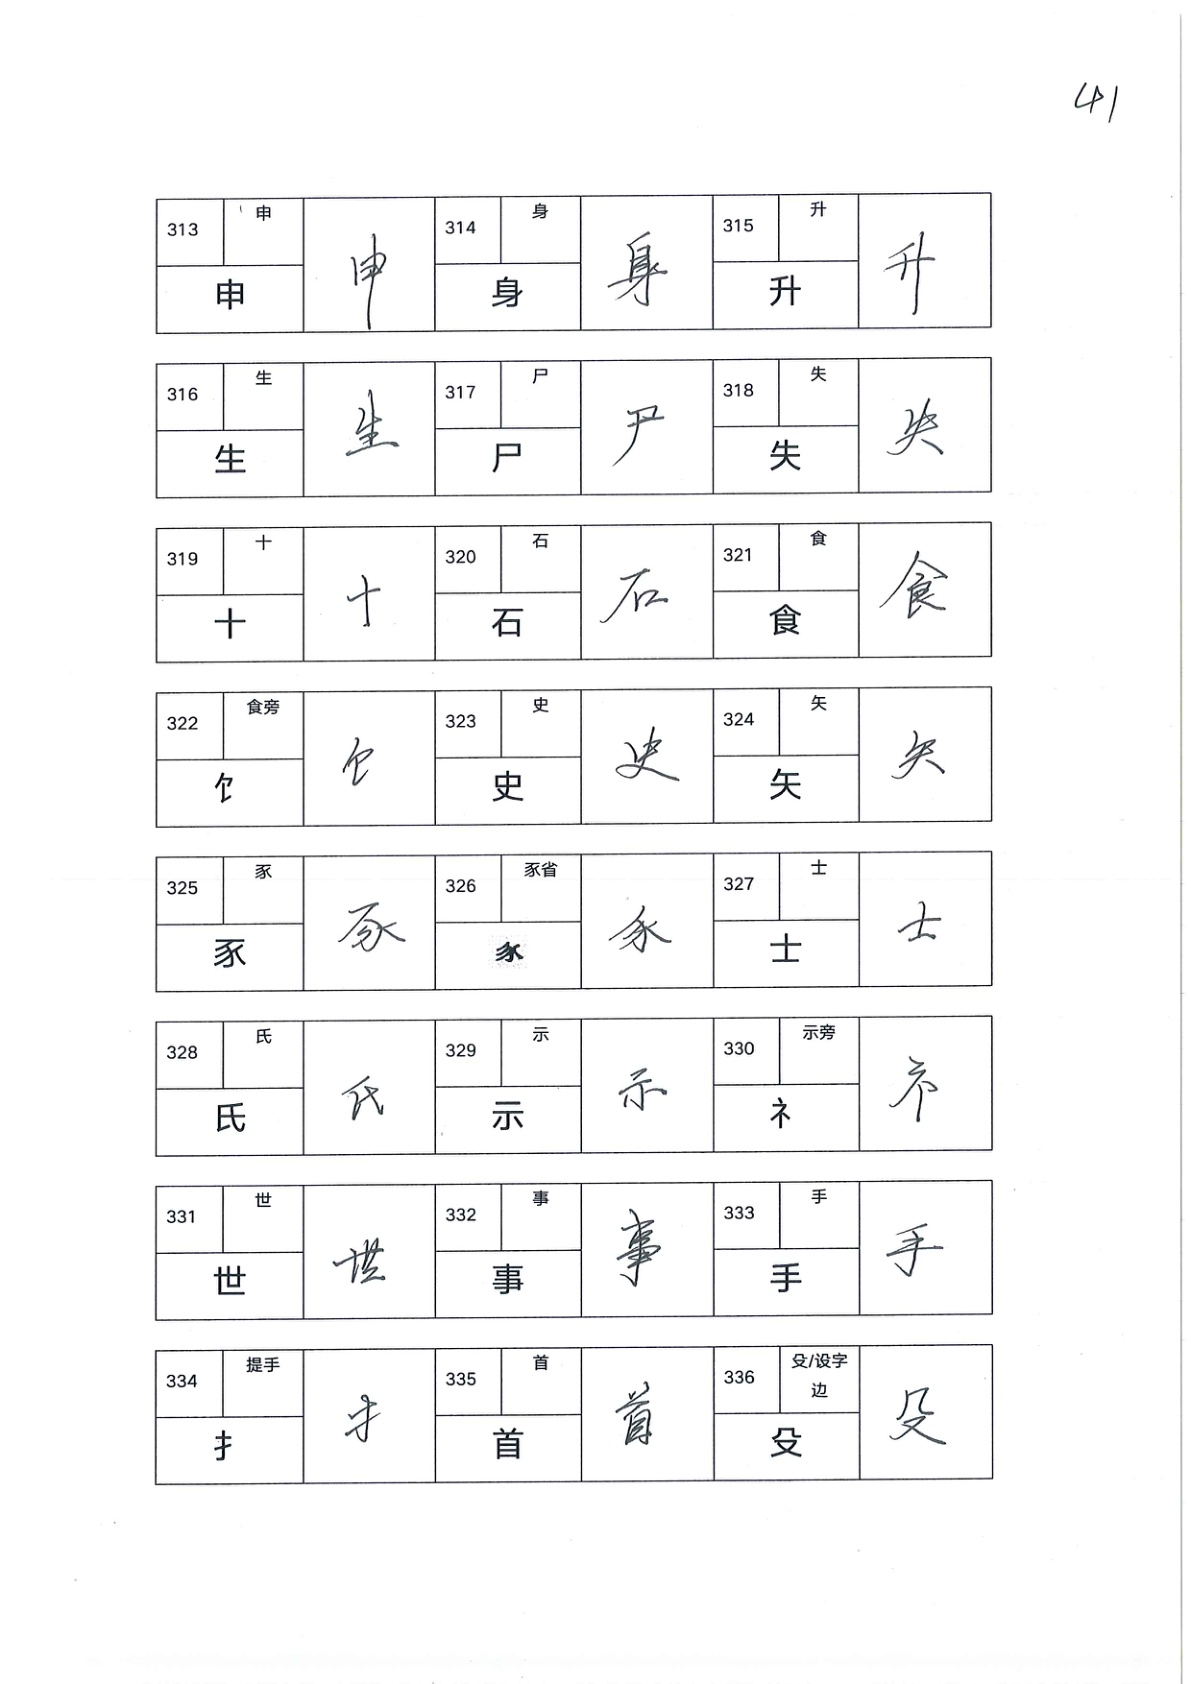 41
313 申 申 314 身 身 315 升 升
申 身 升
316 生 生 317 尸 尸 318 失 失
生 尸 失
319 十 十 320 石 石 321 食 食
十 石 食
322 食旁 饣 323 史 史 324 矢 矢
饣 史 矢
325 豕 豕 326 豕省 327 士 士
豕 士
328 氏 氏 329 示 示 330 示旁 礻
氏 示 礻
331 世 世 332 事 事 333 手 手
世 事 手
334 提手 扌 335 首 首 336 殳/设字 殳
边
扌 首 殳